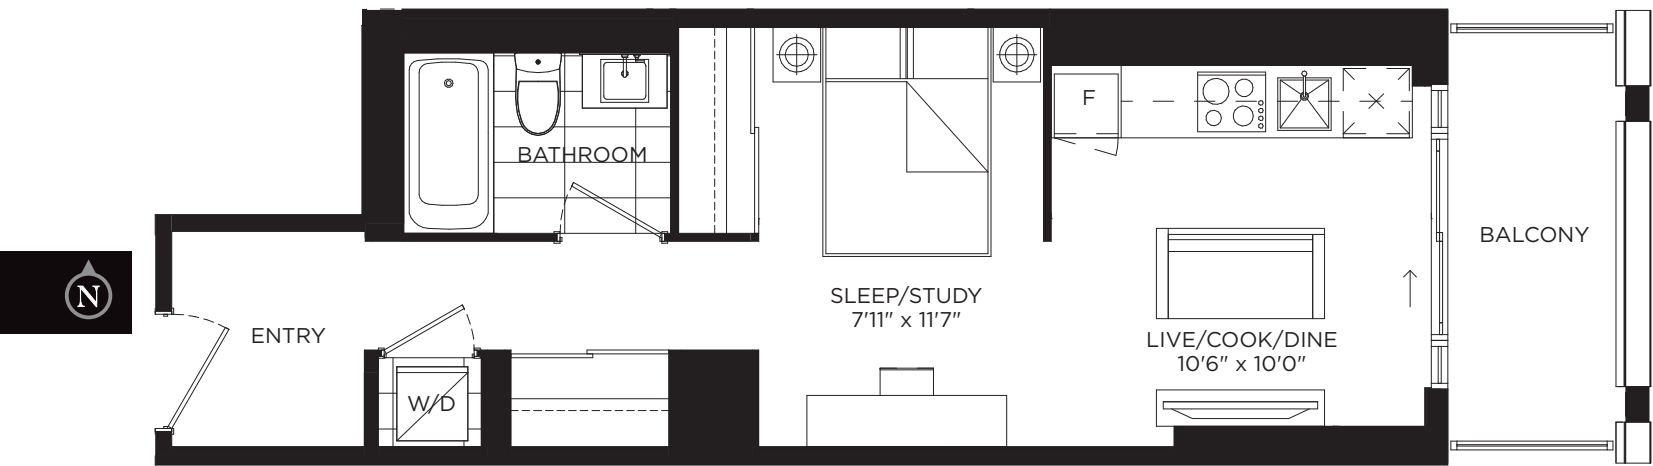 F
BATHROOM
BALCONY
N
SLEEP/STUDY
7'11" x 11'7"
ENTRY
LIVE/COOK/DINE
10'6" x 10'0"
W/D